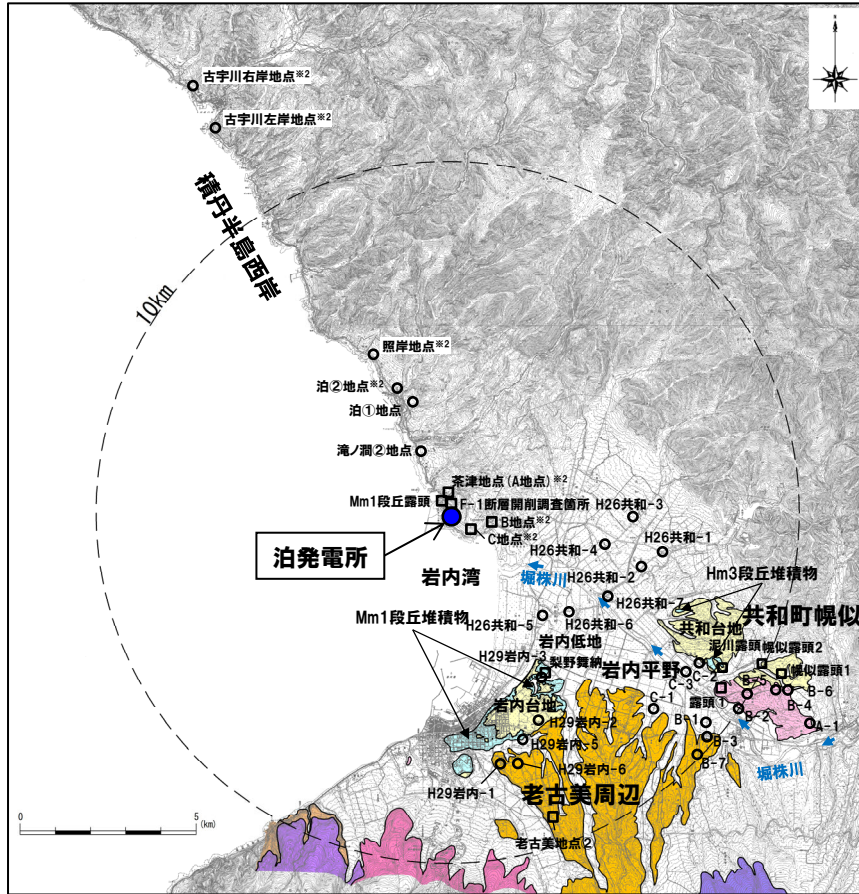 古宇川右岸地点※2
古宇川左岸地点※2
積丹半島西岸
10km
照岸地点※2
泊②地点※2
泊①地点
滝ノ澗②地点
茶津地点(A地点)※2
Mm1段丘露頭
F-1断層開削調査箇所
H26共和-3
B地点※2
C地点※2
H26共和-4
H26共和-1
泊発電所
岩内湾
堀株川
H26共和-2
Hm3段丘堆積物
H26共和-7
共和町幌似
Mm1段丘堆積物
H26共和-5
H26共和-6
共和台地
岩内低地
泥川露頭
幌似露頭2
H29岩内-3
梨野舞納
岩内平野
C-2
幌似露頭1
C-3
B-5
B-6
岩内台地
露頭①
B-4
C-1
B-2
H29岩内-2
B-1
A-1
H29岩内-5
B-3
H29岩内-6
B-7
堀株川
H29岩内-1
老古美周辺
老古美地点2
0
5
(km)